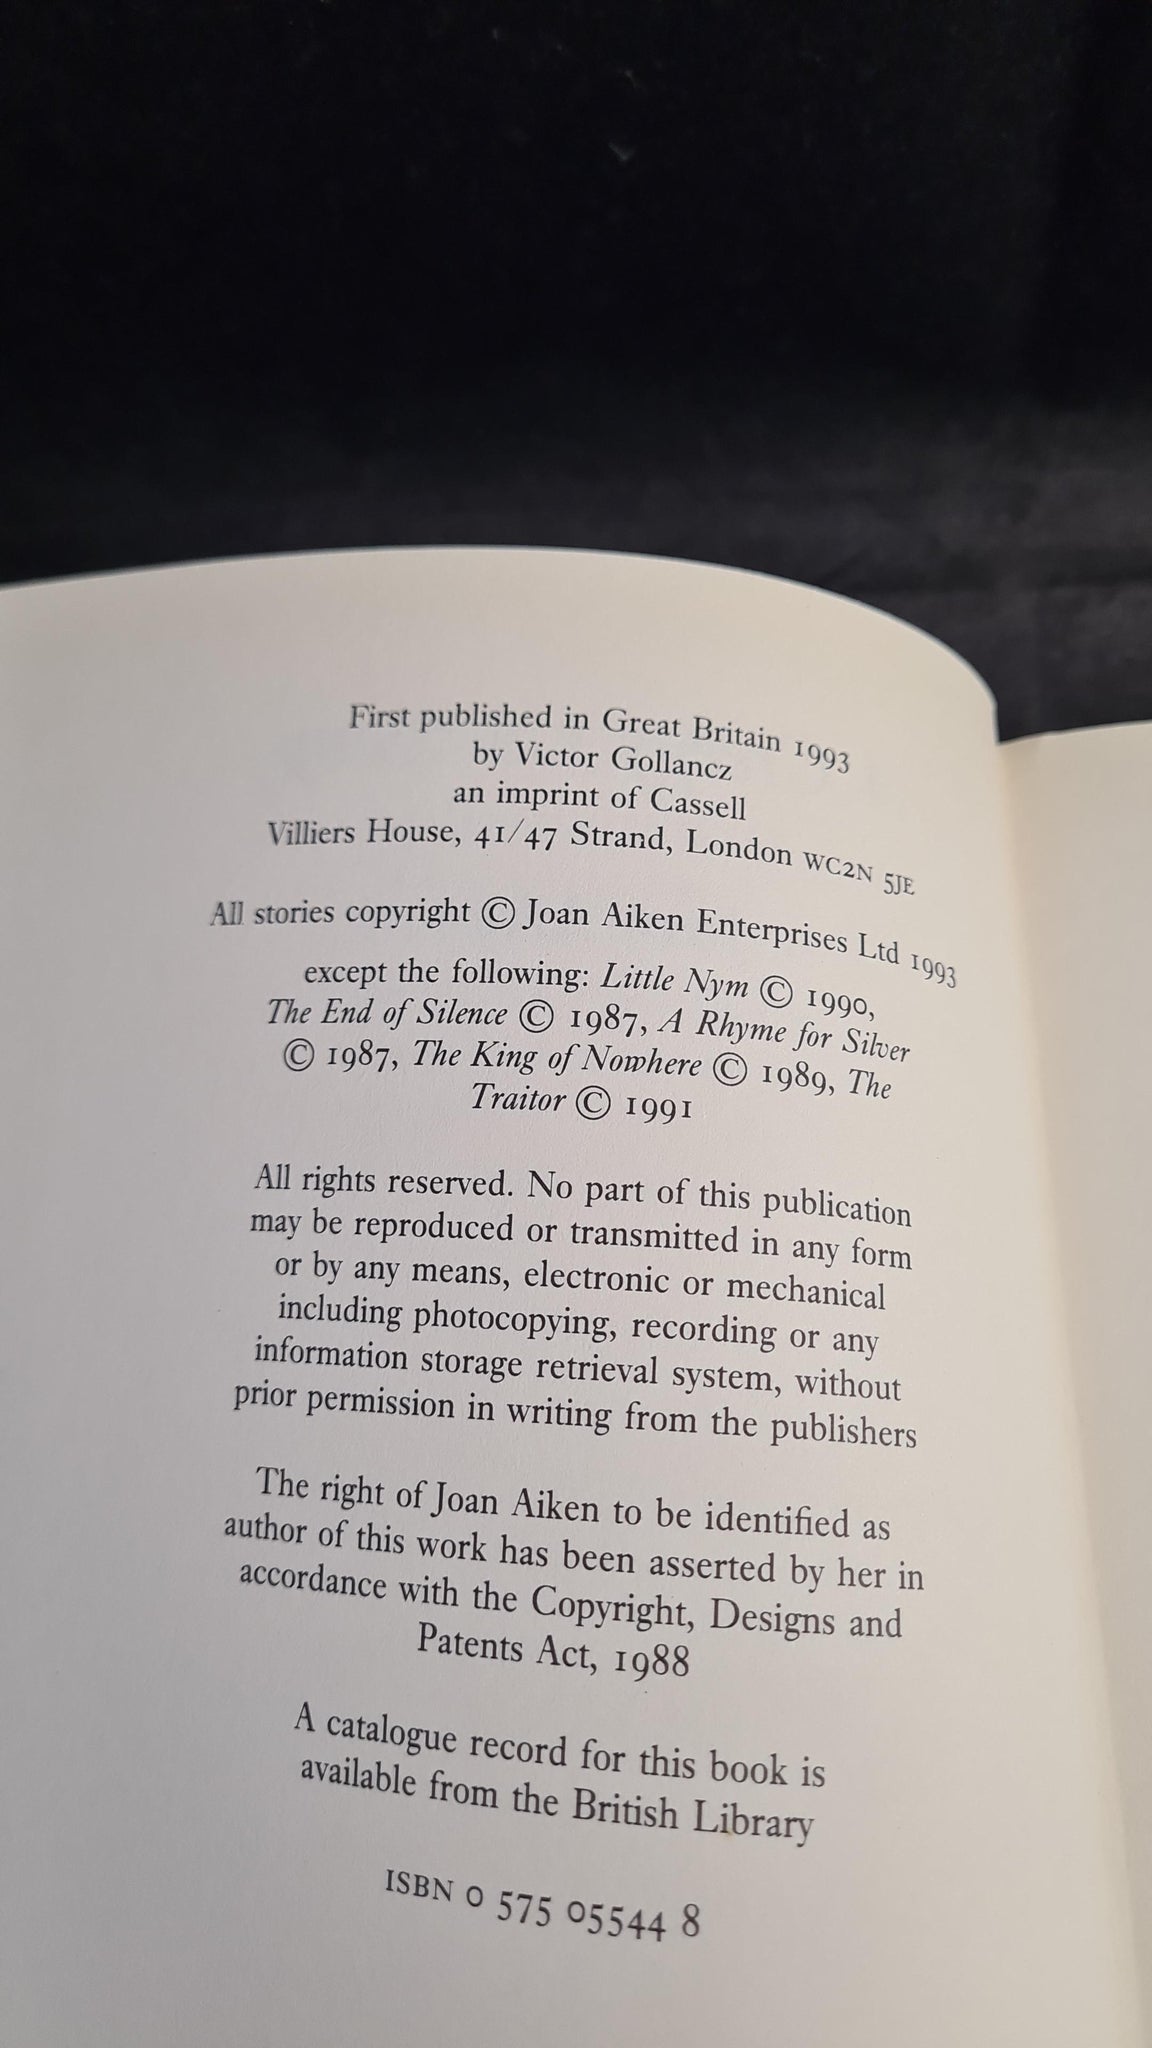 First published in Great Britain 1993
by Victor Gollancz
an imprint of Cassell
Villiers House, 41/47 Strand, London WC2N 5JE
All stories copyright © Joan Aiken Enterprises Ltd 1993
except the following: Little Nym © 1990,
The End of Silence © 1987, A Rhyme for Silver
© 1987, The King of Nowhere © 1989, The
Traitor © 1991
All rights reserved. No part of this publication
may be reproduced or transmitted in any form
or by any means, electronic or mechanical
including photocopying, recording or any
information storage retrieval system, without
prior permission in writing from the publishers
The right of Joan Aiken to be identified as
author of this work has been asserted by her in
accordance with the Copyright, Designs and
Patents Act, 1988
A catalogue record for this book is
available from the British Library
ISBN 0 575 05544 8